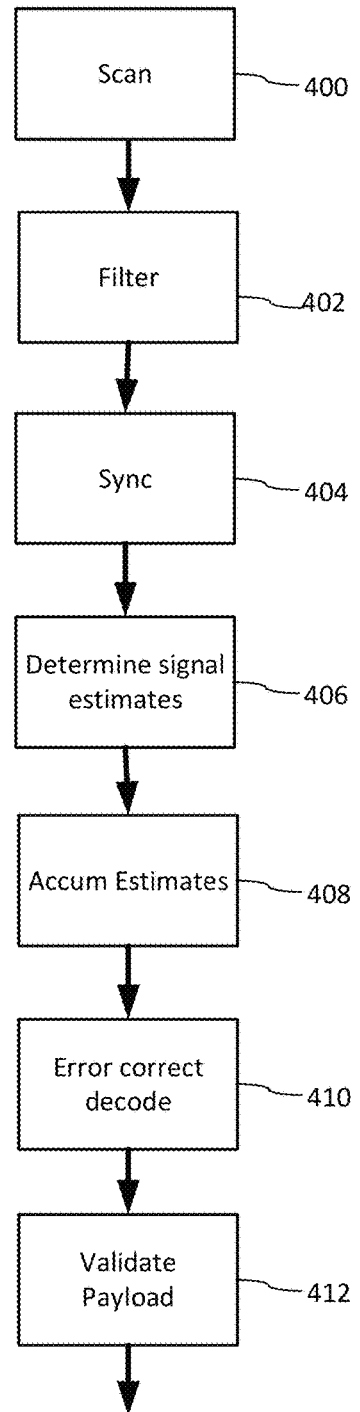 Scan
400
Filter
402
Sync
404
Determine signal
estimates
406
Accum Estimates
408
Error correct
decode
410
Validate
Payload
412